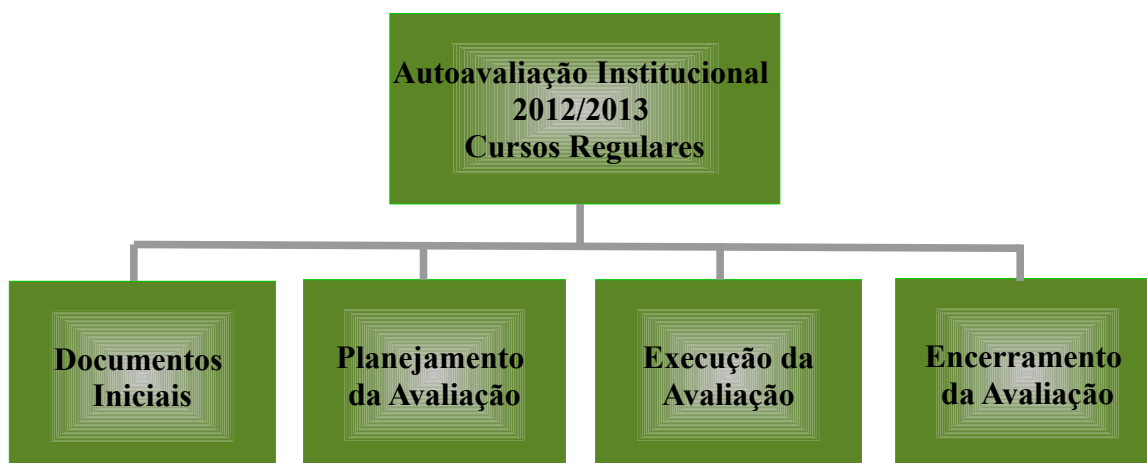 Autoavaliação Institucional
2012/2013
Cursos Regulares
Documentos
Iniciais
Planejamento
da Avaliação
Execução da
Avaliação
Encerramento
da Avaliação